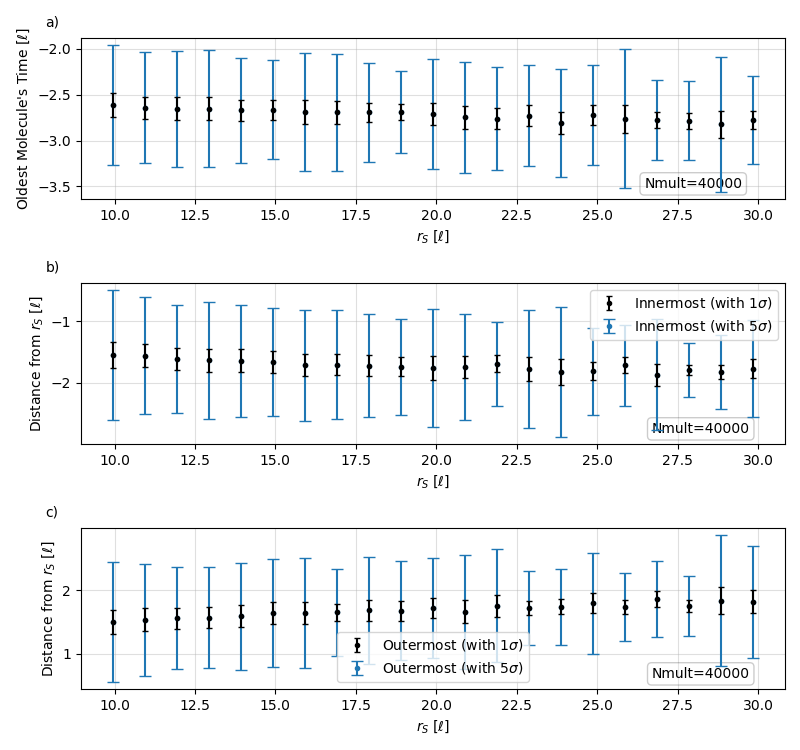 a)
Oldest Molecule's Time [ℓ]
−2.0
−2.5
−3.0
−3.5
Nmult=40000
10.0 12.5 15.0 17.5 20.0 22.5 25.0 27.5 30.0
r_S [ℓ]
b)
Distance from r_S [ℓ]
−1
−2
Innermost (with 1σ)
Innermost (with 5σ)
Nmult=40000
10.0 12.5 15.0 17.5 20.0 22.5 25.0 27.5 30.0
r_S [ℓ]
c)
Distance from r_S [ℓ]
2
1
Outermost (with 1σ)
Outermost (with 5σ)
Nmult=40000
10.0 12.5 15.0 17.5 20.0 22.5 25.0 27.5 30.0
r_S [ℓ]